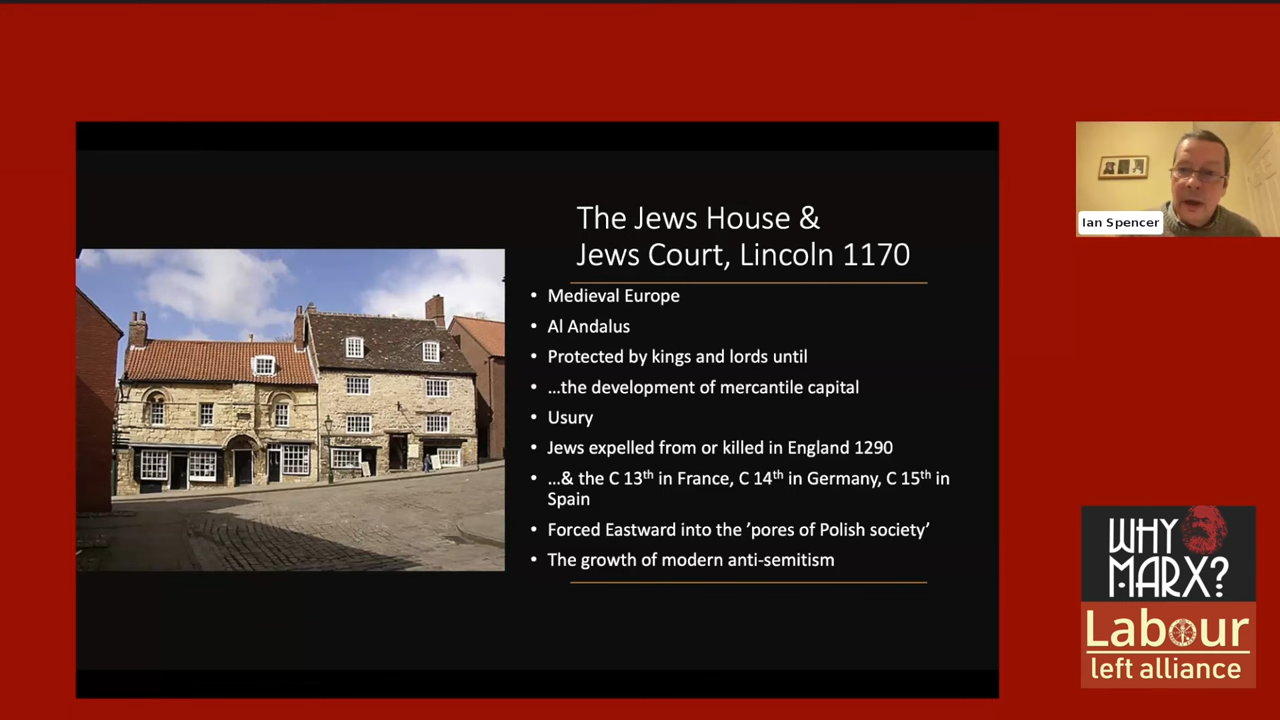 The Jews House &
Jews Court, Lincoln 1170
• Medieval Europe
• Al Andalus
• Protected by kings and lords until
• …the development of mercantile capital
• Usury
• Jews expelled from or killed in England 1290
• …& the C 13th in France, C 14th in Germany, C 15th in
Spain
• Forced Eastward into the ’pores of Polish society’
• The growth of modern anti-semitism
Ian Spencer
WHY
MARX?
Labour
left alliance